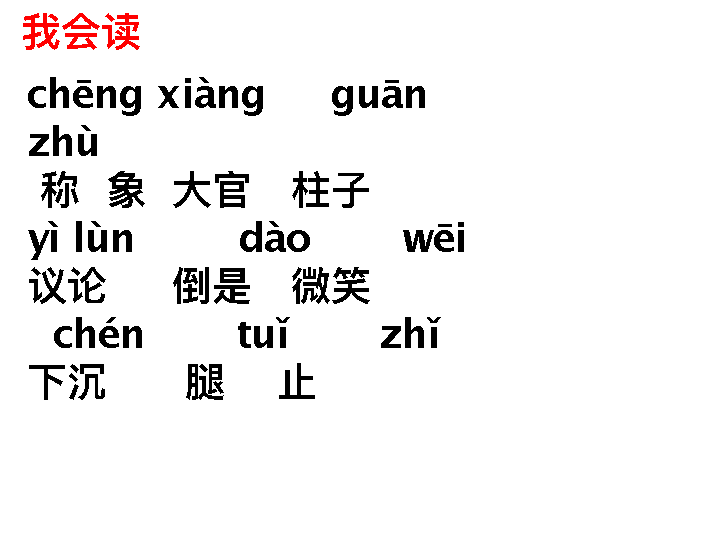 我会读
chēng xiàng guān
zhù
称 象 大官 柱子
yì lùn dào wēi
议论 倒是 微笑
chén tuǐ zhǐ
下沉 腿 止